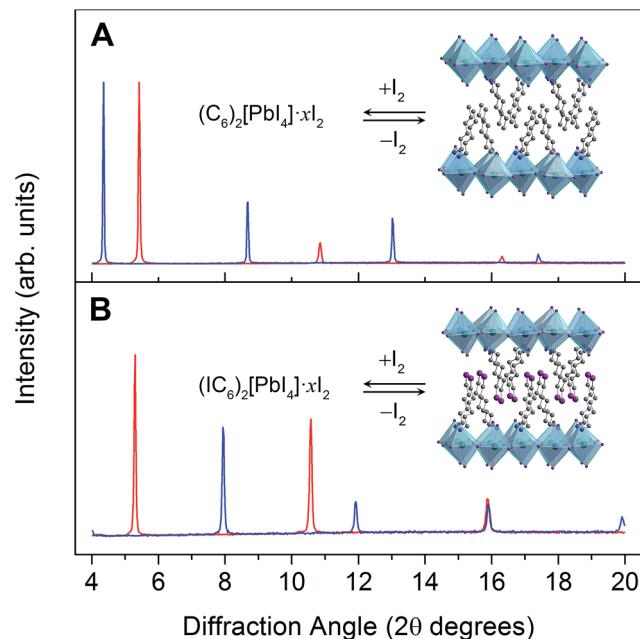 A
(C₆)₂[PbI₄]·xI₂
+I₂
–I₂
B
(IC₆)₂[PbI₄]·xI₂
+I₂
–I₂
Intensity (arb. units)
4 6 8 10 12 14 16 18 20
Diffraction Angle (2θ degrees)